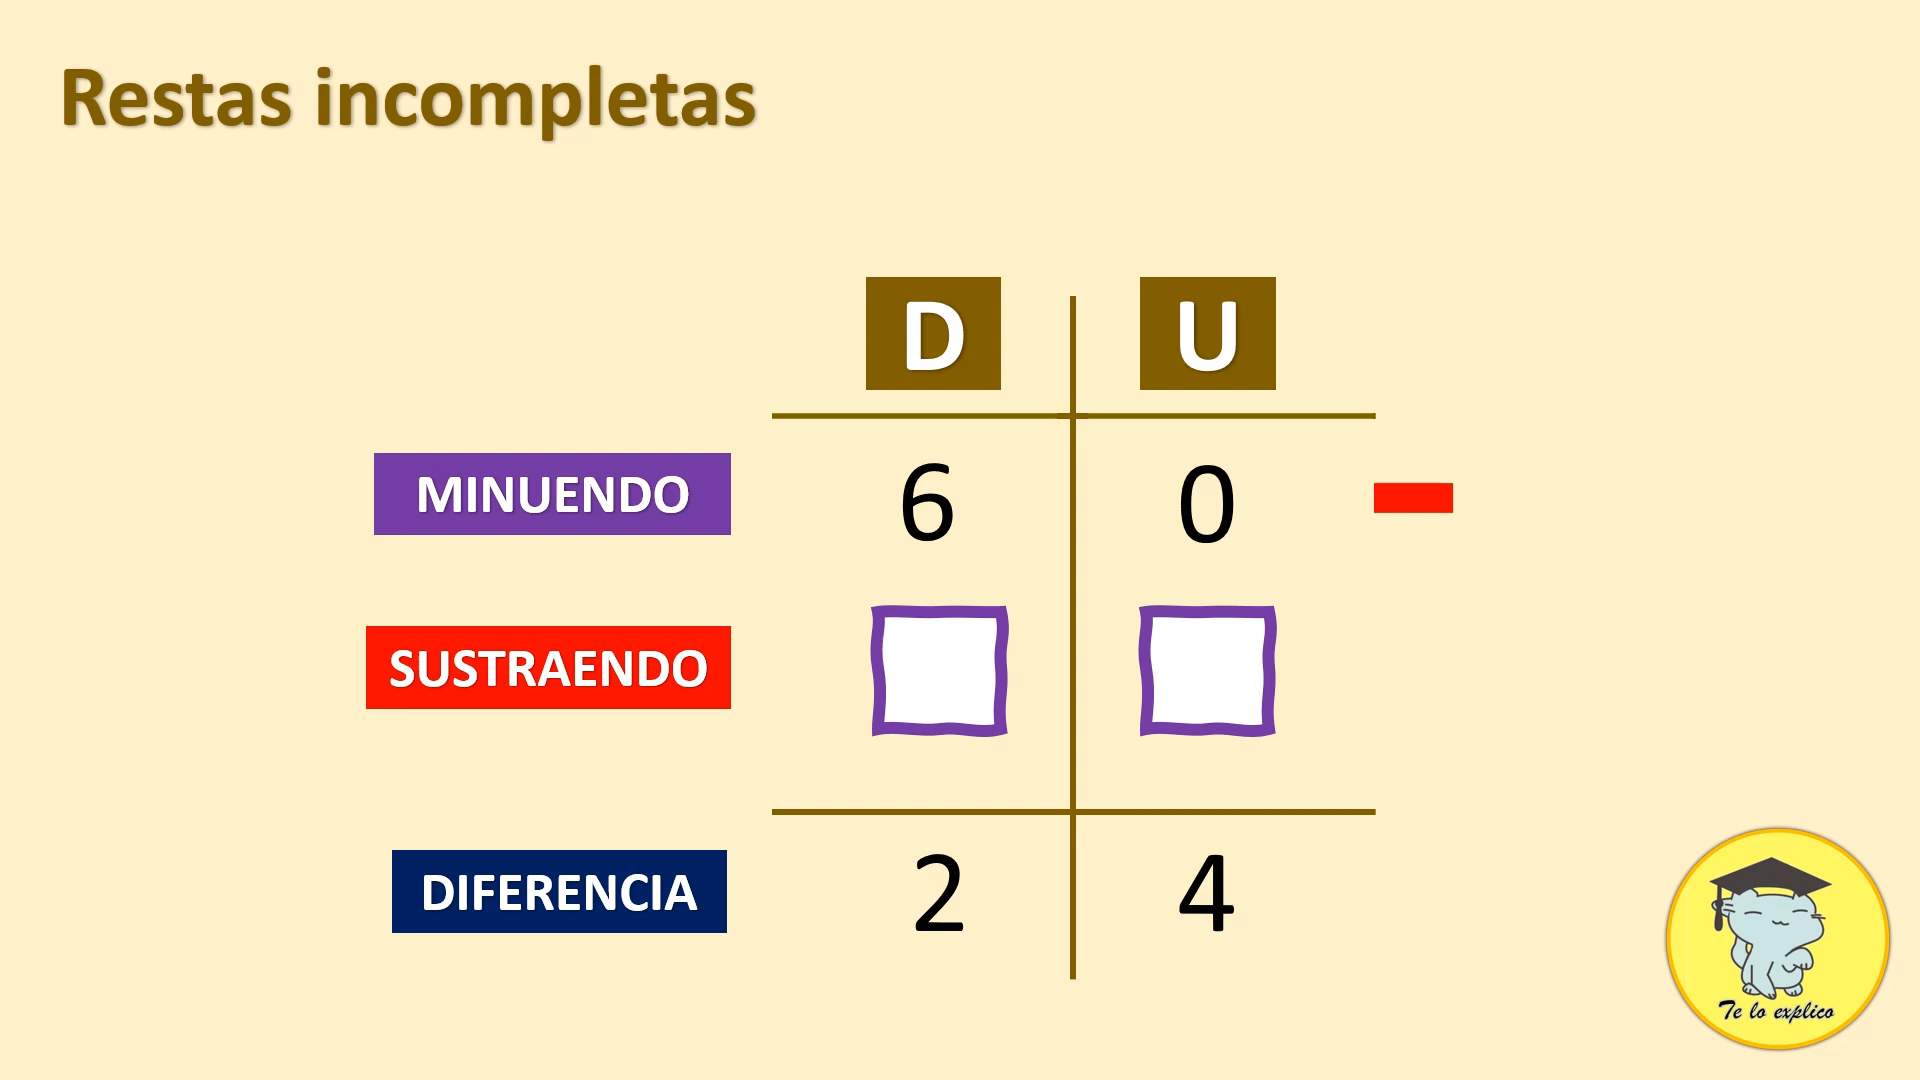 Restas incompletas
D U
MINUENDO 6 0 -
SUSTRAENDO
DIFERENCIA 2 4
Te lo explico